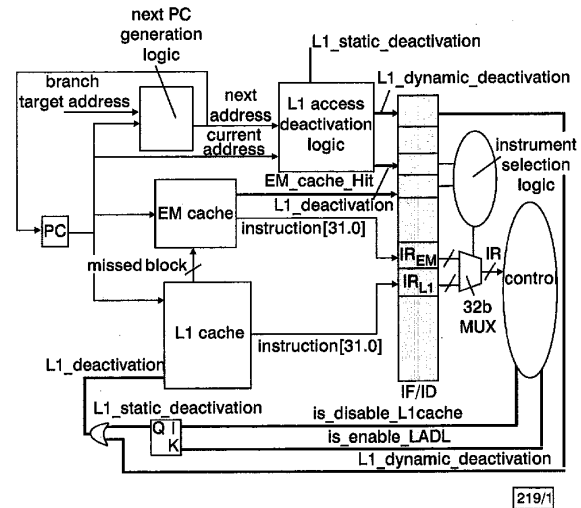 next PC
generation
logic
L1_static_deactivation
L1_dynamic_deactivation
branch
target address
next
address
current
address
L1 access
deactivation
logic
instrument
selection
logic
EM_cache_Hit
L1_deactivation
PC
EM cache
instruction[31.0]
missed block
IR_EM
IR
control
IR_L1
32b
MUX
L1 cache
instruction[31.0]
L1_deactivation
IF/ID
L1_static_deactivation
is_disable_L1cache
Q I
K
is_enable_LADL
L1_dynamic_deactivation
219/1